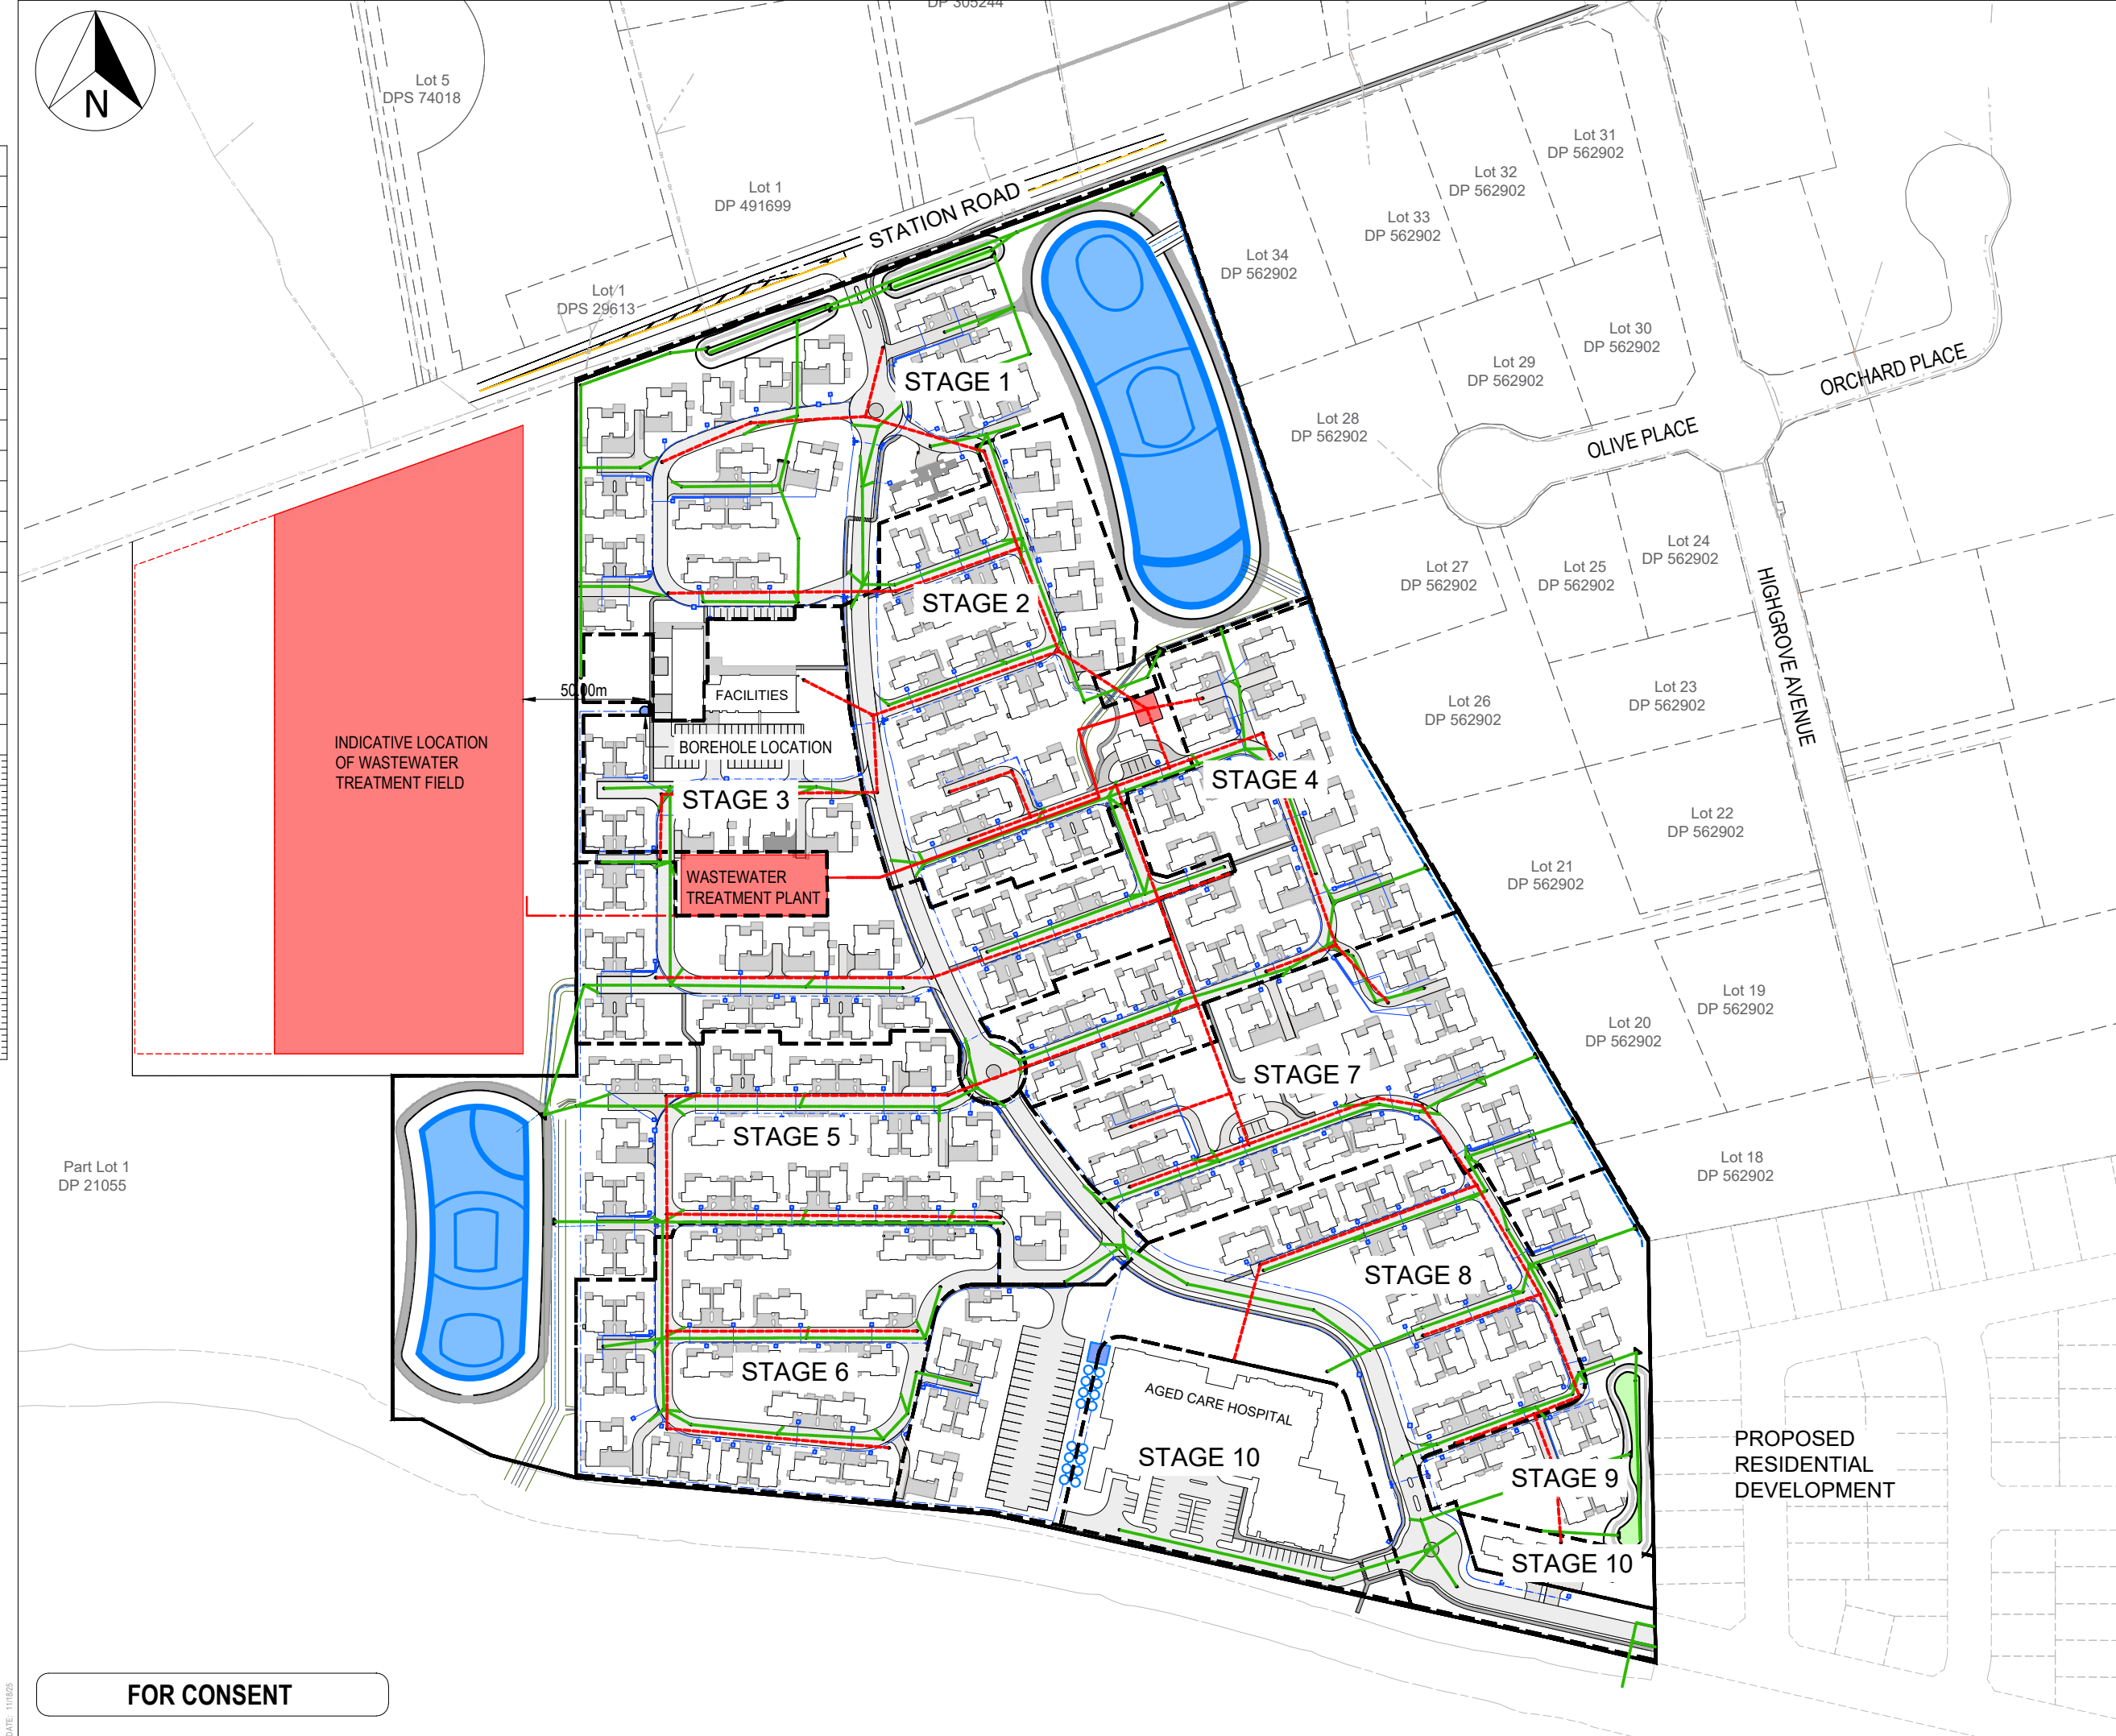 DP 305244
N
Lot 5
DPS 74018
Lot 1
DP 491699
STATION ROAD
Lot 1
DPS 29613
Lot 31
DP 562902
Lot 32
DP 562902
Lot 33
DP 562902
Lot 34
DP 562902
Lot 30
DP 562902
Lot 29
DP 562902
Lot 28
DP 562902
ORCHARD PLACE
OLIVE PLACE
HIGHGROVE AVENUE
Lot 24
DP 562902
Lot 25
DP 562902
Lot 27
DP 562902
Lot 23
DP 562902
Lot 26
DP 562902
Lot 22
DP 562902
Lot 21
DP 562902
Lot 19
DP 562902
Lot 20
DP 562902
Lot 18
DP 562902
STAGE 1
STAGE 2
50.00m
FACILITIES
BOREHOLE LOCATION
INDICATIVE LOCATION
OF WASTEWATER
TREATMENT FIELD
STAGE 3
STAGE 4
WASTEWATER
TREATMENT PLANT
STAGE 7
STAGE 5
Part Lot 1
DP 21055
STAGE 8
STAGE 6
AGED CARE HOSPITAL
STAGE 10
STAGE 9
STAGE 10
PROPOSED
RESIDENTIAL
DEVELOPMENT
FOR CONSENT
DATE: 11/18/25